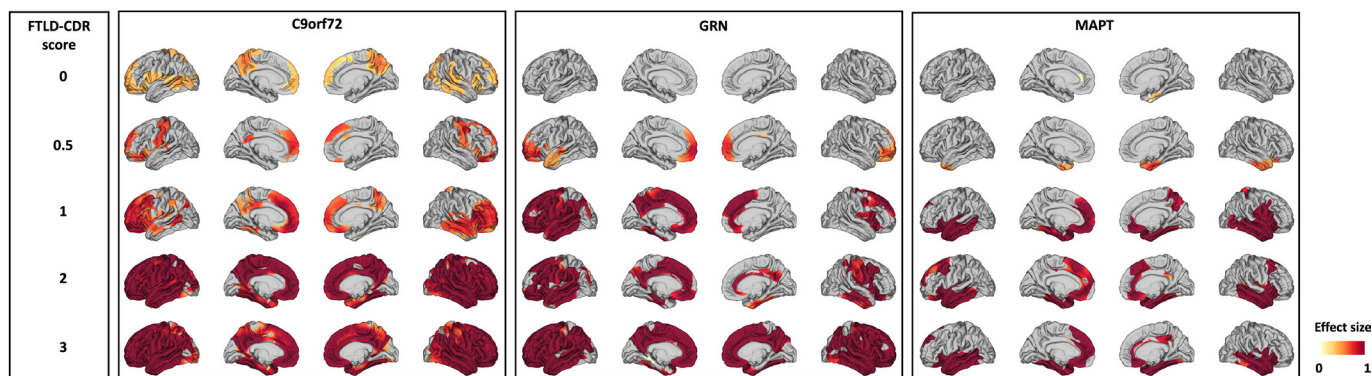 FTLD-CDR
score
C9orf72
GRN
MAPT
0
0.5
1
2
3
Effect size
0 1